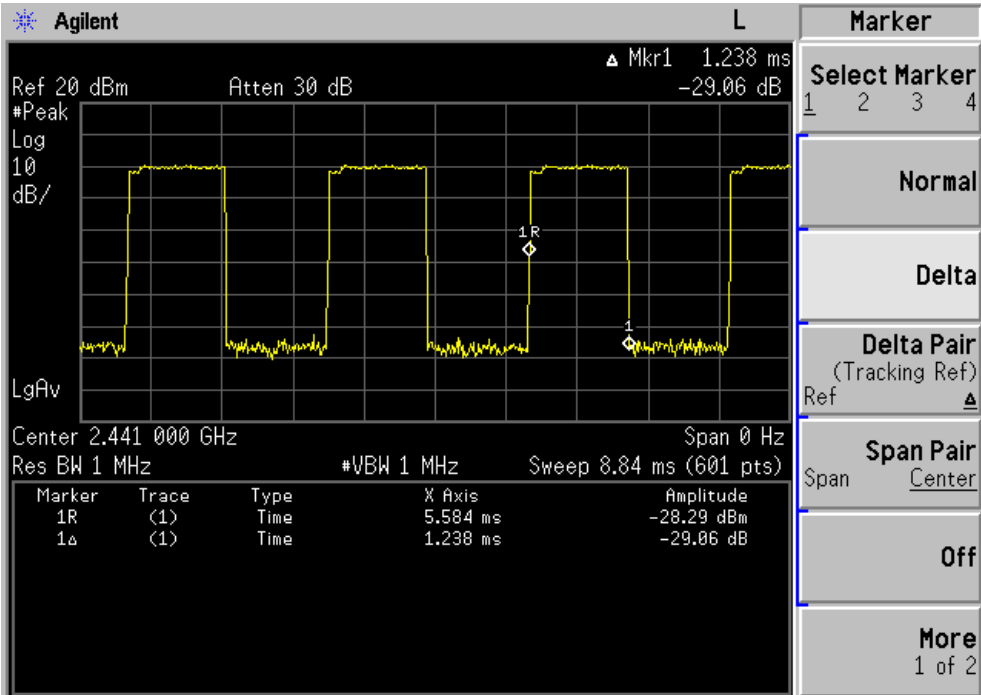 Agilent
L
Marker
Δ Mkr1 1.238 ms
Ref 20 dBm Atten 30 dB -29.06 dB
#Peak
Log
10
dB/
1R
1
LgAv
Center 2.441 000 GHz Span 0 Hz
Res BW 1 MHz #VBW 1 MHz Sweep 8.84 ms (601 pts)
Marker Trace Type X Axis Amplitude
1R (1) Time 5.584 ms -28.29 dBm
1Δ (1) Time 1.238 ms -29.06 dB
Select Marker
1 2 3 4
Normal
Delta
Delta Pair
(Tracking Ref)
Ref Δ
Span Pair
Span Center
Off
More
1 of 2